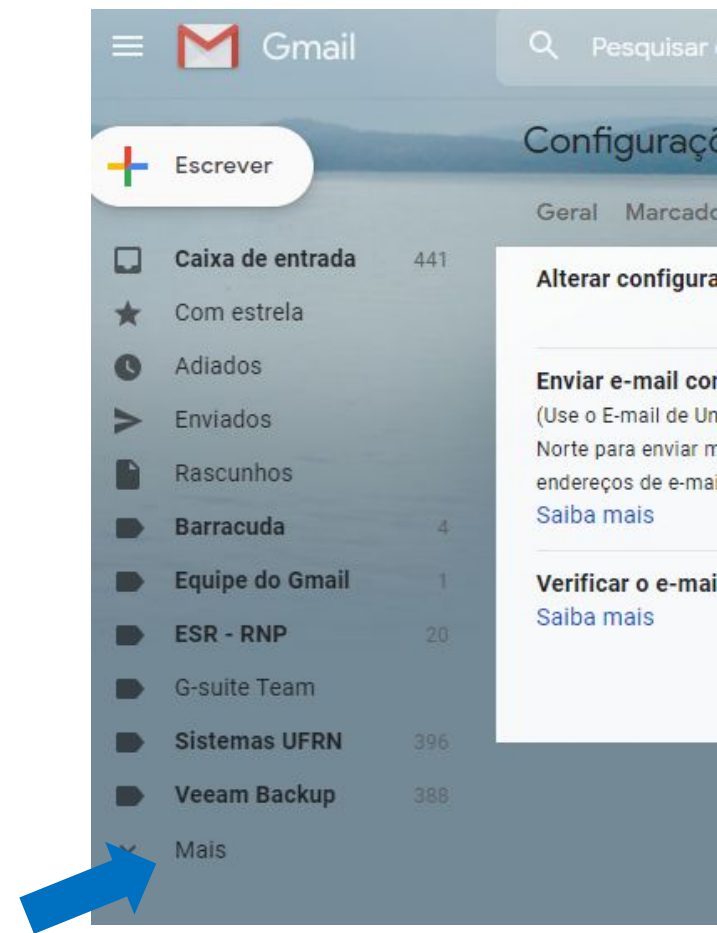 Gmail
Pesquisar
Escrever
Caixa de entrada 441
Com estrela
Adiados
Enviados
Rascunhos
Barracuda 4
Equipe do Gmail 1
ESR - RNP 20
G-suite Team
Sistemas UFRN 396
Veeam Backup 388
Mais
Configuraçõ
Geral Marcado
Alterar configura
Enviar e-mail co
(Use o E-mail de Un
Norte para enviar m
endereços de e-mai
Saiba mais
Verificar o e-mai
Saiba mais